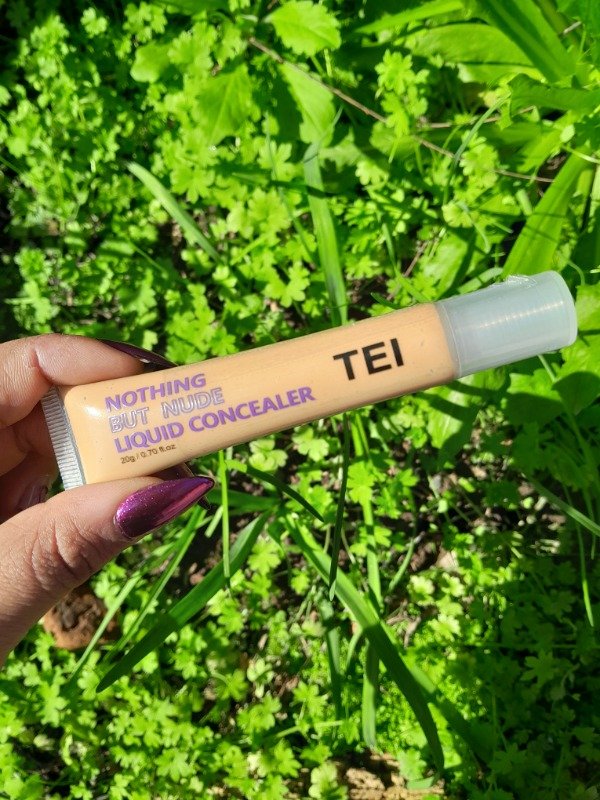 TEI
NOTHING
BUT NUDE
LIQUID CONCEALER
20g / 0.70 fl.oz